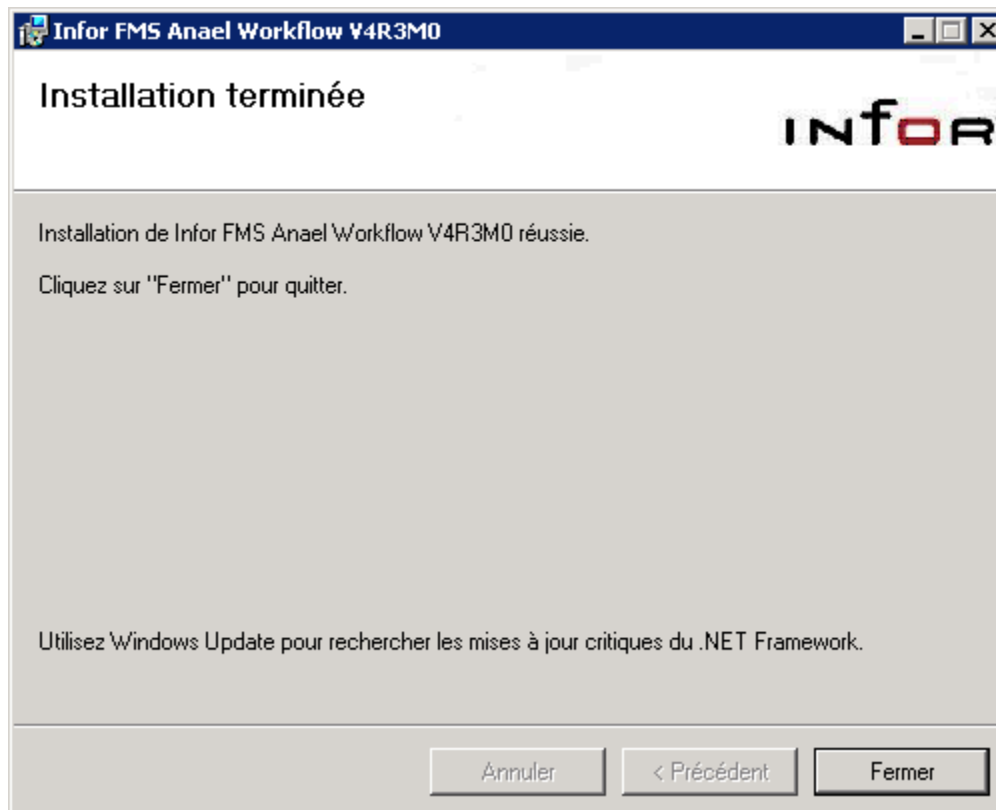 Infor FMS Anael Workflow V4R3M0
Installation terminée
infor
Installation de Infor FMS Anael Workflow V4R3M0 réussie.
Cliquez sur "Fermer" pour quitter.
Utilisez Windows Update pour rechercher les mises à jour critiques du .NET Framework.
Annuler < Précédent Fermer